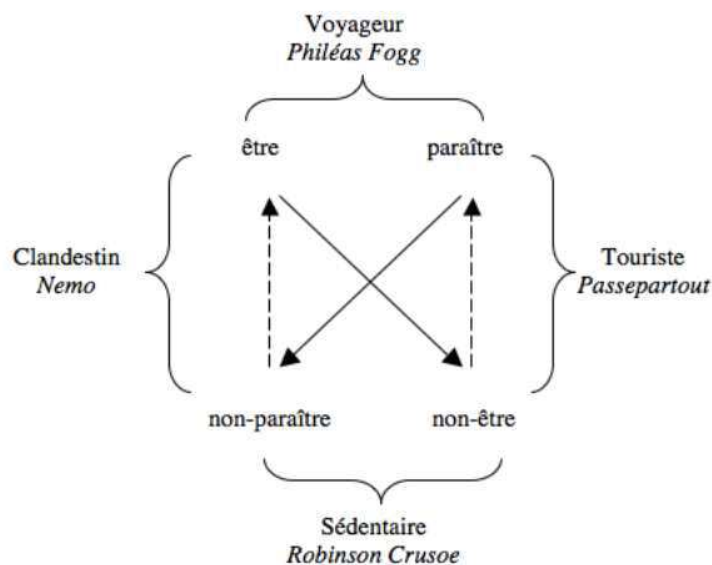 Voyageur
Philéas Fogg
être
paraître
Clandestin
Nemo
Touriste
Passepartout
non-paraître
non-être
Sédentaire
Robinson Crusoe